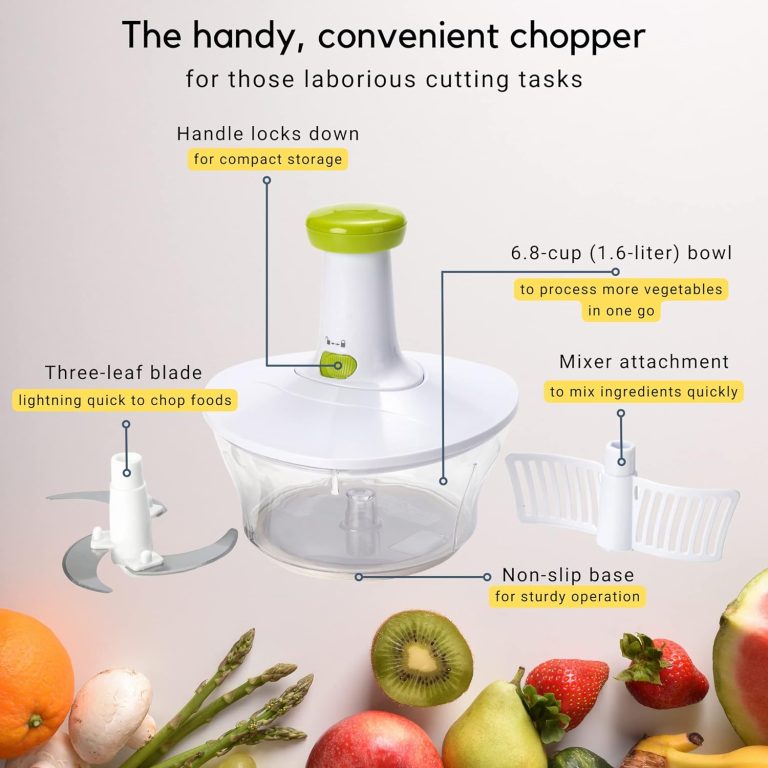 The handy, convenient chopper
for those laborious cutting tasks
Handle locks down
for compact storage
6.8-cup (1.6-liter) bowl
to process more vegetables
in one go
Three-leaf blade
lightning quick to chop foods
Mixer attachment
to mix ingredients quickly
Non-slip base
for sturdy operation